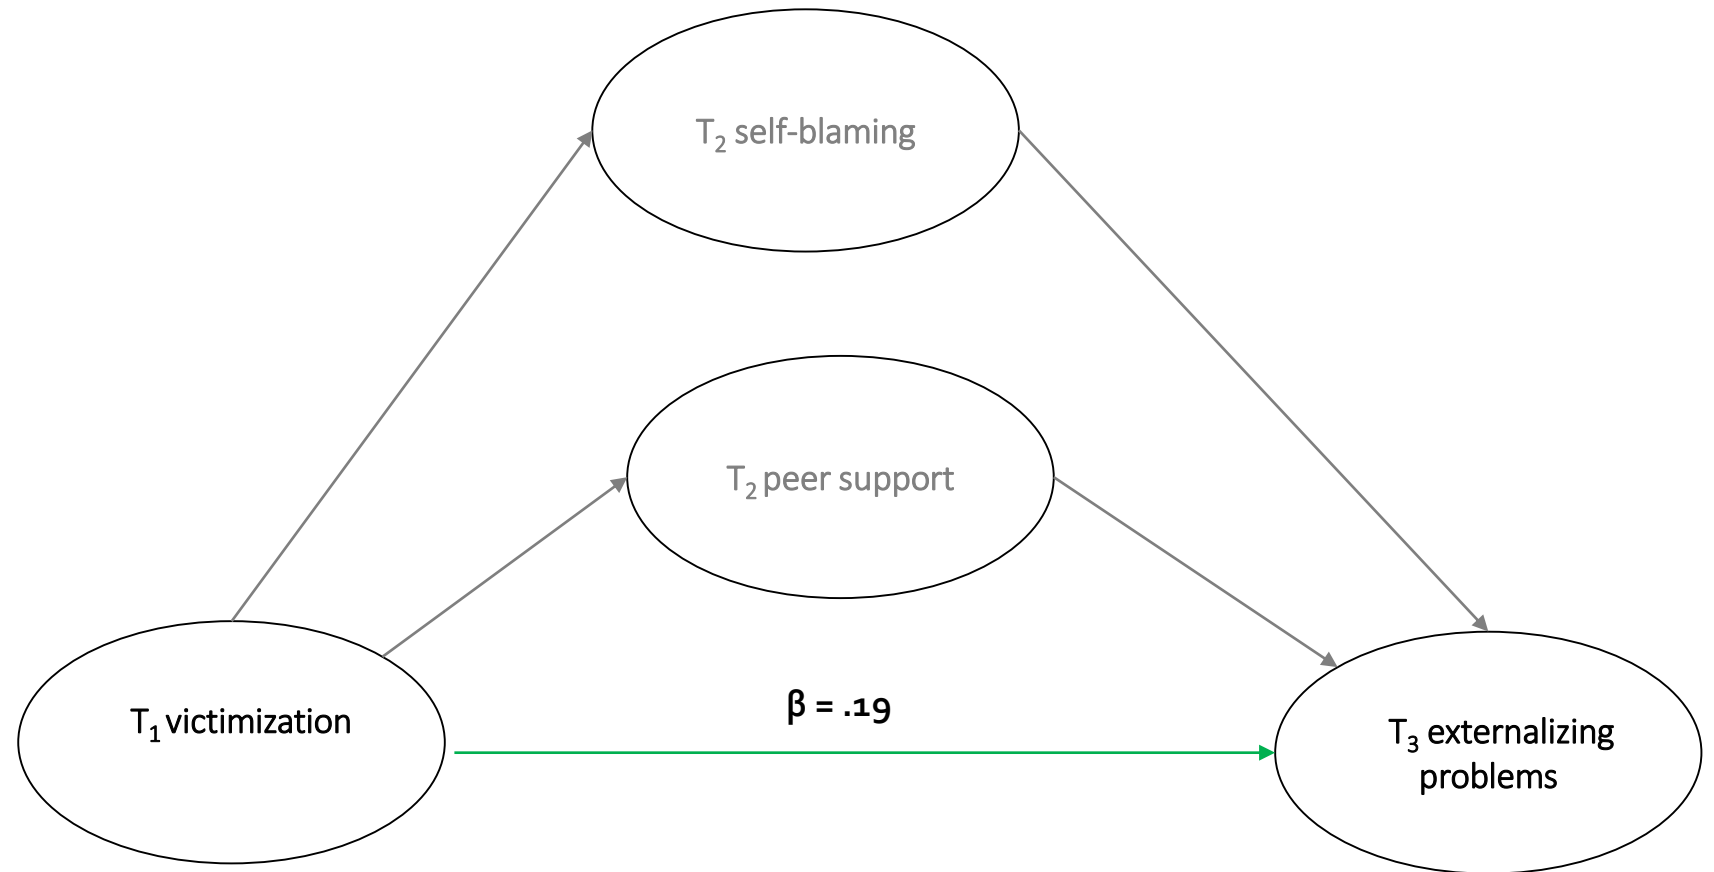 T₂ self-blaming
T₂ peer support
β = .19
T₁ victimization
T₃ externalizing
problems